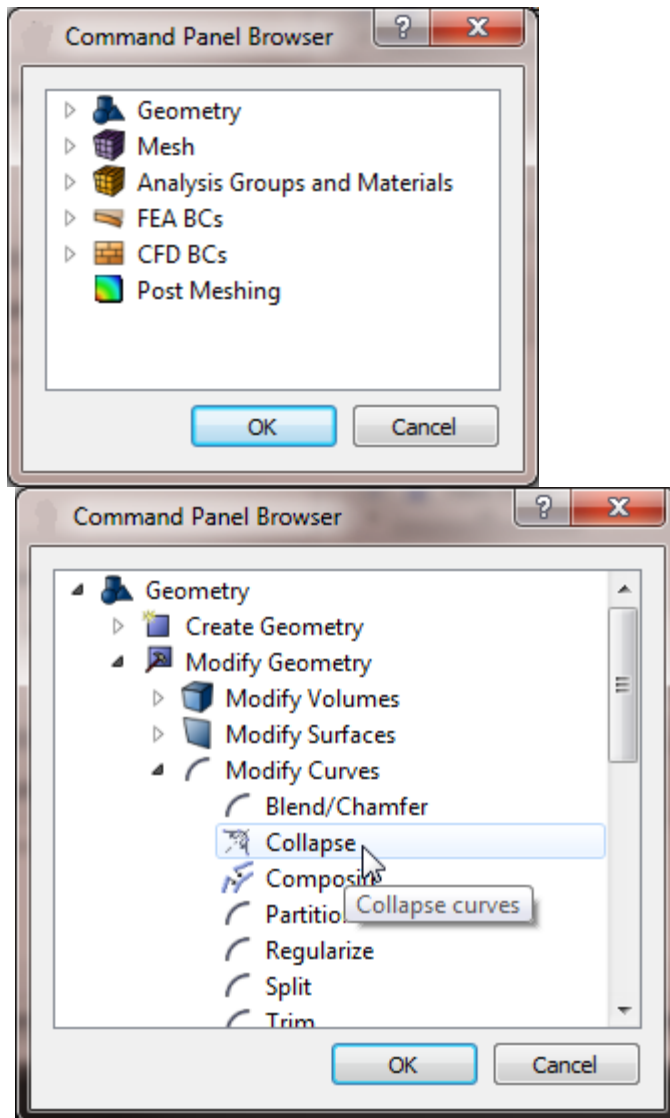 Command Panel Browser
Geometry
Mesh
Analysis Groups and Materials
FEA BCs
CFD BCs
Post Meshing
OK Cancel
Command Panel Browser
Geometry
Create Geometry
Modify Geometry
Modify Volumes
Modify Surfaces
Modify Curves
Blend/Chamfer
Collapse
Collapse curves
Regularize
Split
Trim
OK Cancel